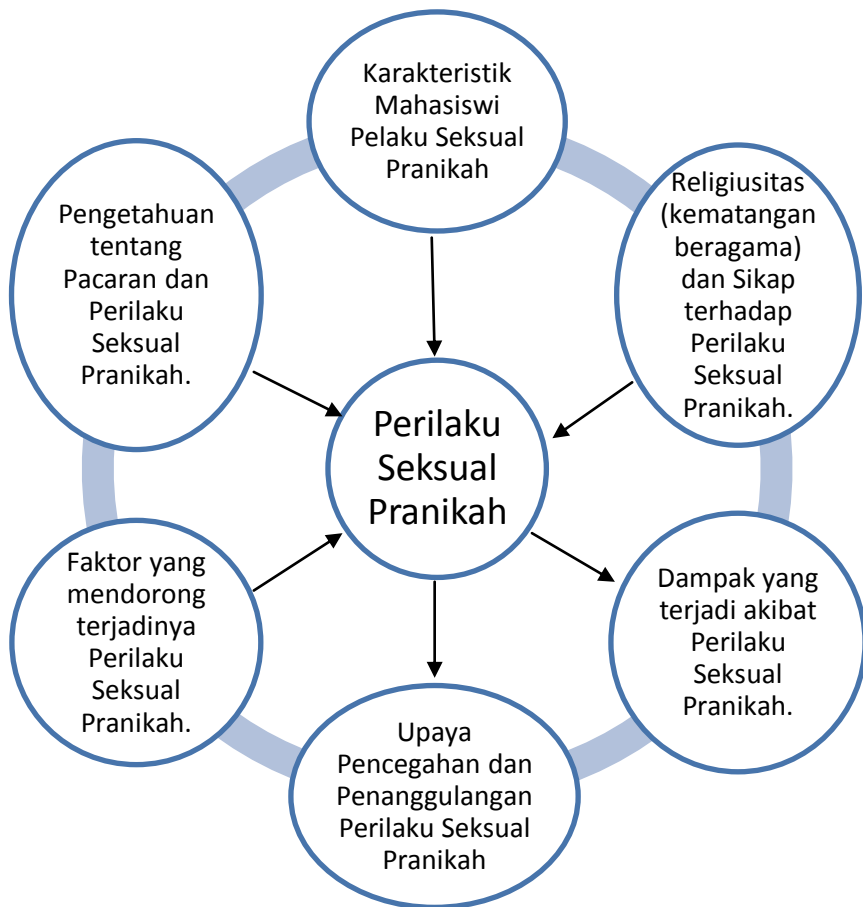 Karakteristik
Mahasiswi
Pelaku Seksual
Pranikah
Religiusitas
(kematangan
beragama)
dan Sikap
terhadap
Perilaku
Seksual
Pranikah.
Pengetahuan
tentang
Pacaran dan
Perilaku
Seksual
Pranikah.
Perilaku
Seksual
Pranikah
Faktor yang
mendorong
terjadinya
Perilaku
Seksual
Pranikah.
Dampak yang
terjadi akibat
Perilaku
Seksual
Pranikah.
Upaya
Pencegahan dan
Penanggulangan
Perilaku Seksual
Pranikah